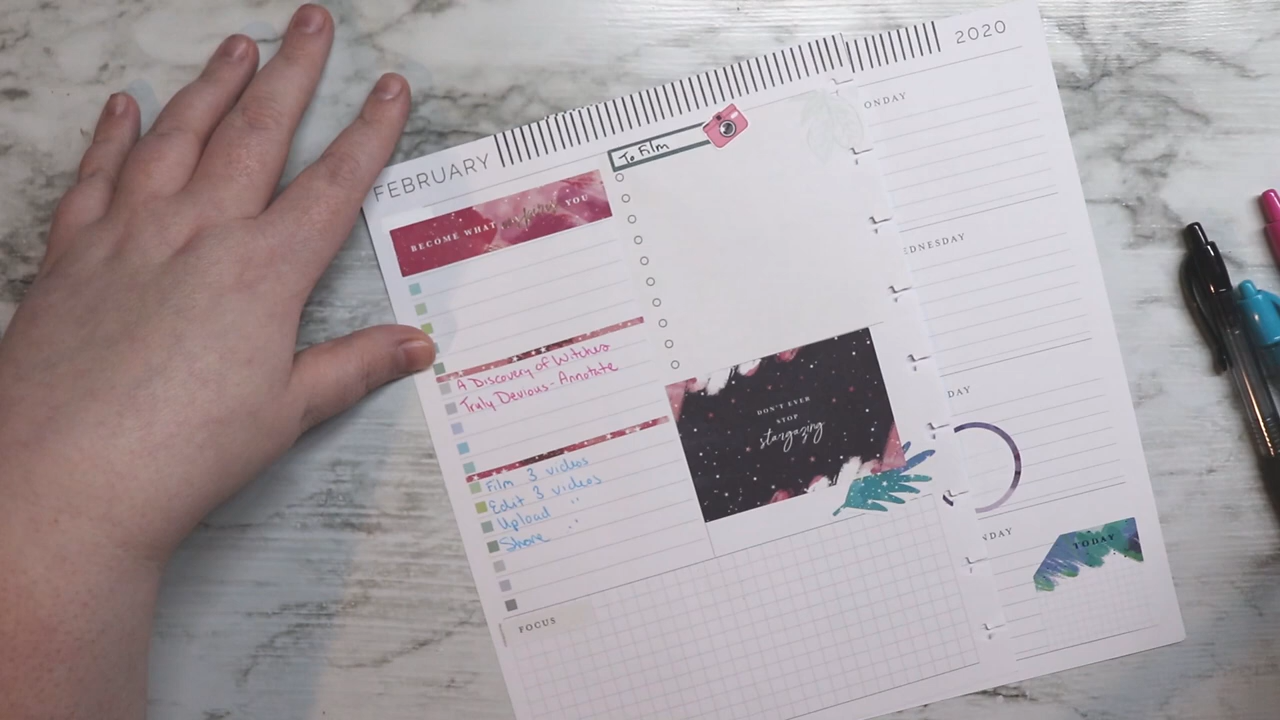 FEBRUARY
2020
To Film
BECOME WHAT inspires YOU
A Discovery of Witches
Truly Devious - Annotate
Film 3 videos
Edit 3 videos
Upload "
Share "
DON'T EVER
STOP
stargazing
FOCUS
ONDAY
EDNESDAY
DAY
NDAY
TODAY